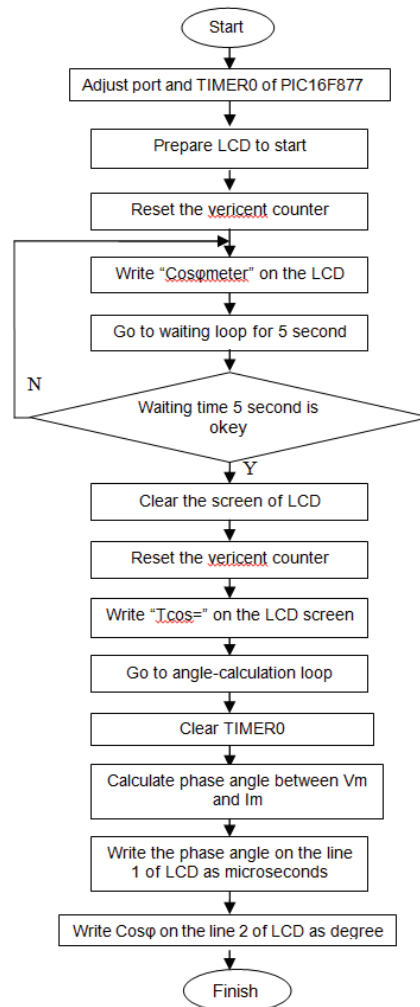 Start
Adjust port and TIMER0 of PIC16F877
Prepare LCD to start
Reset the vericent counter
Write “Cosφmeter” on the LCD
Go to waiting loop for 5 second
N
Waiting time 5 second is
okey
Y
Clear the screen of LCD
Reset the vericent counter
Write “Tcos=” on the LCD screen
Go to angle-calculation loop
Clear TIMER0
Calculate phase angle between Vm
and Im
Write the phase angle on the line
1 of LCD as microseconds
Write Cosφ on the line 2 of LCD as degree
Finish